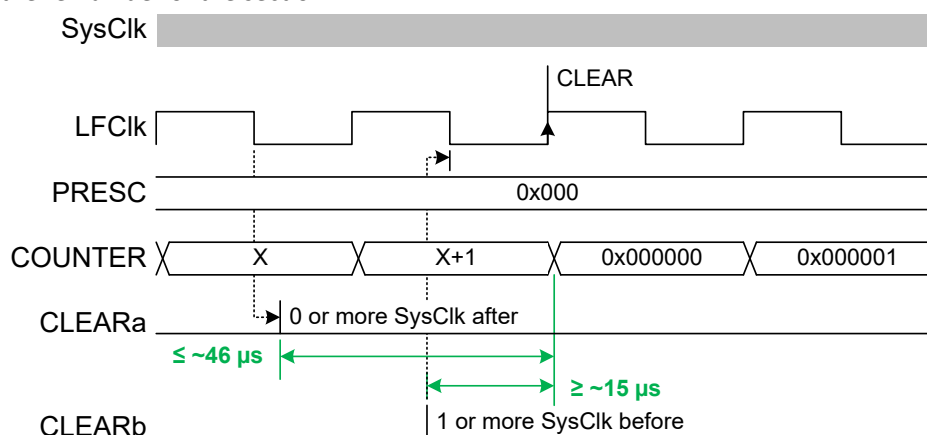 SysClk
CLEAR
LFClk
PRESC
0x000
COUNTER
X
X+1
0x000000
0x000001
CLEARa
0 or more SysClk after
≤ ~46 µs
≥ ~15 µs
CLEARb
1 or more SysClk before